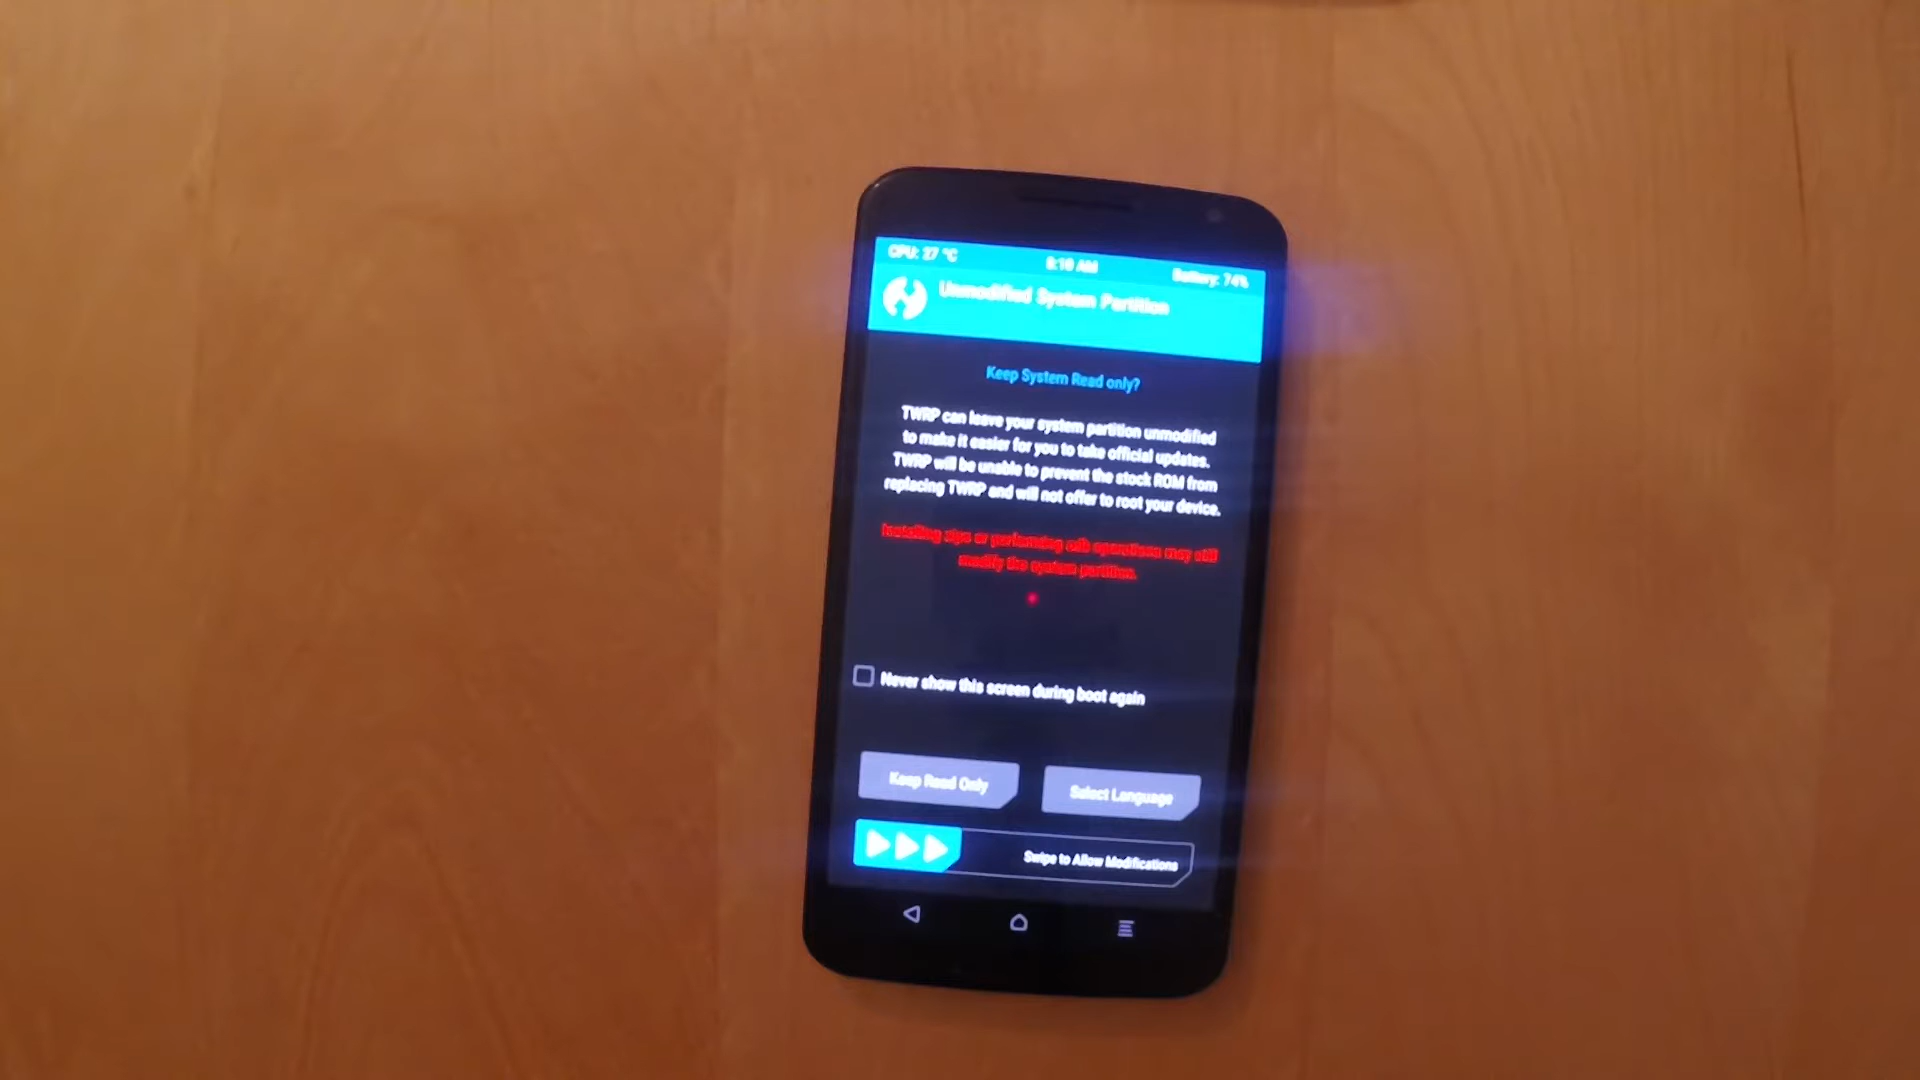 CPU: 37 °C
8:10 AM
Battery: 74%
Unmodified System Partition
Keep System Read only?
TWRP can leave your system partition unmodified
to make it easier for you to take official updates.
TWRP will be unable to prevent the stock ROM from
replacing TWRP and will not offer to root your device.
Installing zips or performing adb operations may still
modify the system partition.
Never show this screen during boot again
Keep Read Only
Select Language
Swipe to Allow Modifications